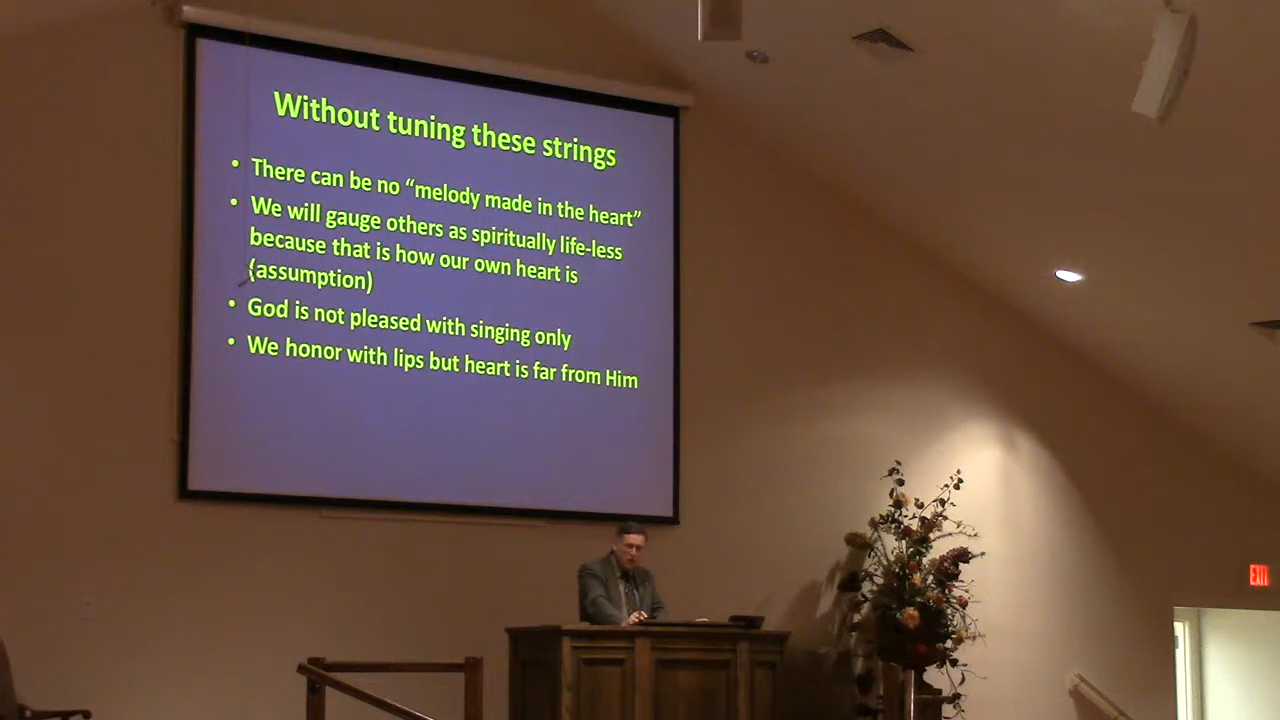 Without tuning these strings
• There can be no “melody made in the heart”
• We will gauge others as spiritually life-less
because that is how our own heart is
(assumption)
• God is not pleased with singing only
• We honor with lips but heart is far from Him
EXIT